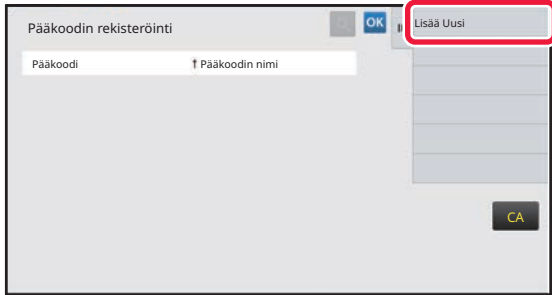 Pääkoodin rekisteröinti
OK
Lisää Uusi
Pääkoodi
Pääkoodin nimi
CA